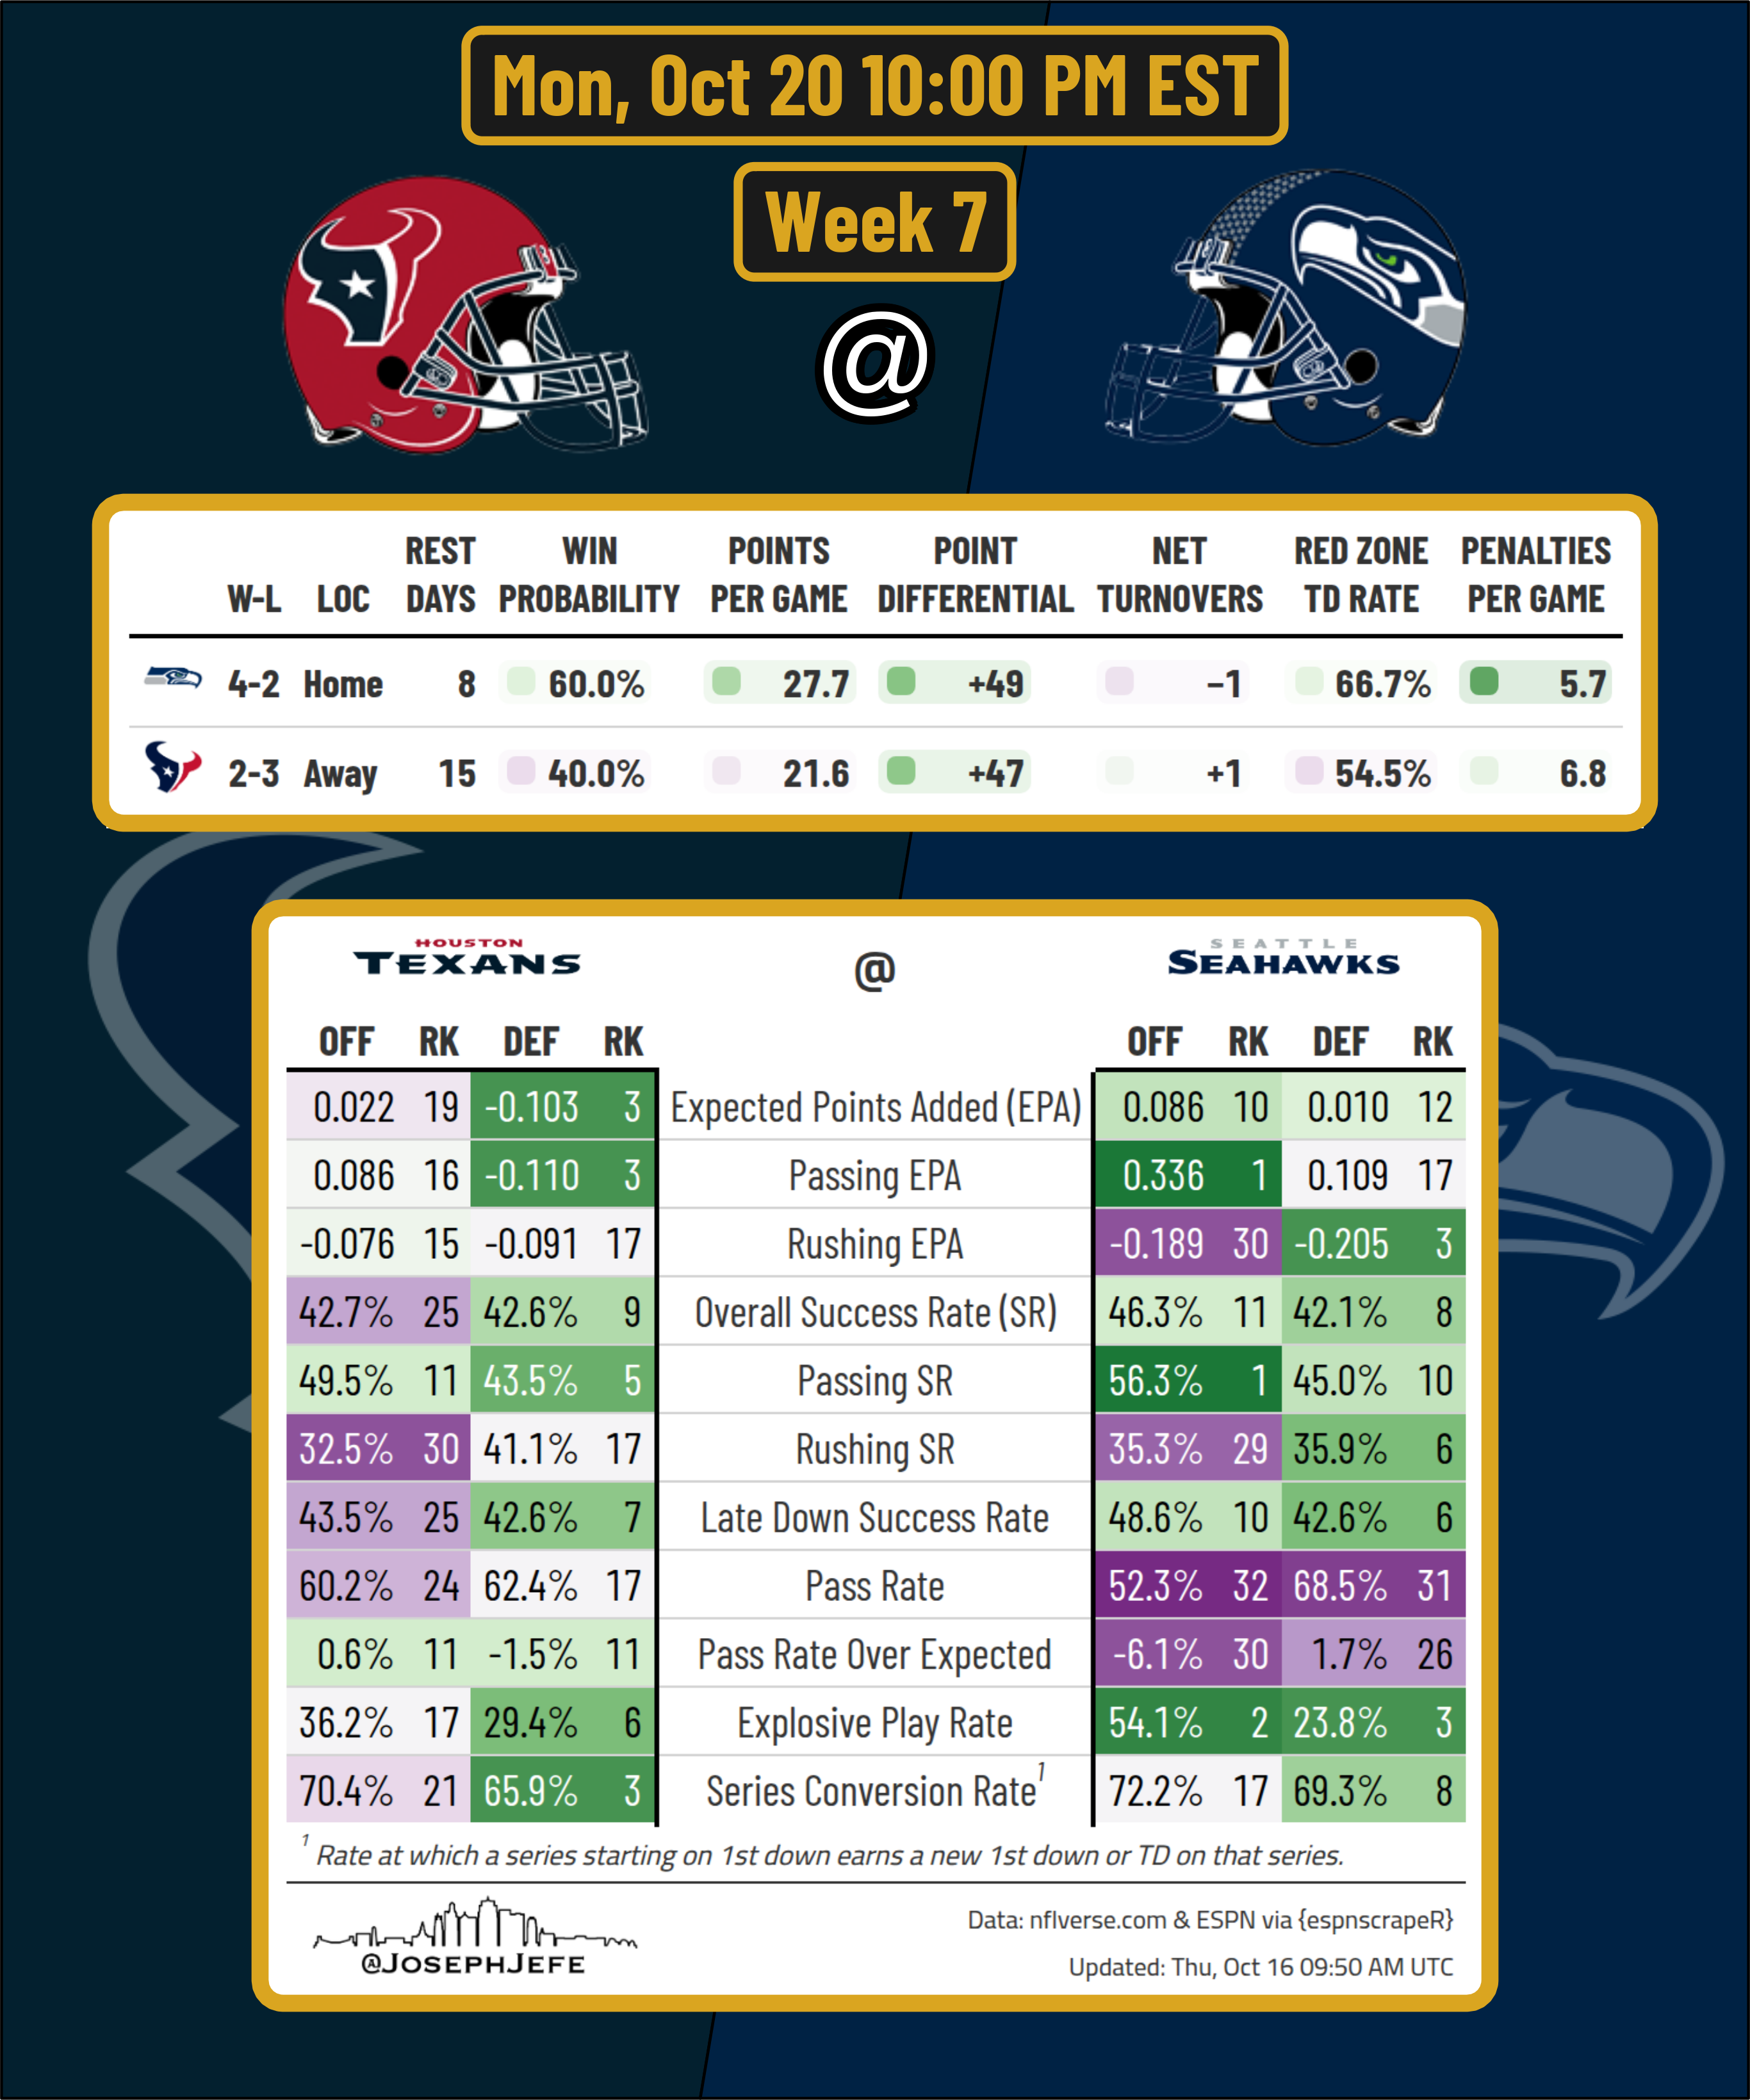 Mon, Oct 20 10:00 PM EST
Week 7
@
W-L LOC REST DAYS WIN PROBABILITY POINTS PER GAME POINT DIFFERENTIAL NET TURNOVERS RED ZONE TD RATE PENALTIES PER GAME
4-2 Home 8 60.0% 27.7 +49 −1 66.7% 5.7
2-3 Away 15 40.0% 21.6 +47 +1 54.5% 6.8
HOUSTON TEXANS @ SEATTLE SEAHAWKS
OFF RK DEF RK OFF RK DEF RK
0.022 19 -0.103 3 Expected Points Added (EPA) 0.086 10 0.010 12
0.086 16 -0.110 3 Passing EPA 0.336 1 0.109 17
-0.076 15 -0.091 17 Rushing EPA -0.189 30 -0.205 3
42.7% 25 42.6% 9 Overall Success Rate (SR) 46.3% 11 42.1% 8
49.5% 11 43.5% 5 Passing SR 56.3% 1 45.0% 10
32.5% 30 41.1% 17 Rushing SR 35.3% 29 35.9% 6
43.5% 25 42.6% 7 Late Down Success Rate 48.6% 10 42.6% 6
60.2% 24 62.4% 17 Pass Rate 52.3% 32 68.5% 31
0.6% 11 -1.5% 11 Pass Rate Over Expected -6.1% 30 1.7% 26
36.2% 17 29.4% 6 Explosive Play Rate 54.1% 2 23.8% 3
70.4% 21 65.9% 3 Series Conversion Rate¹ 72.2% 17 69.3% 8
¹ Rate at which a series starting on 1st down earns a new 1st down or TD on that series.
@JOSEPHJEFE
Data: nflverse.com & ESPN via {espnscrapeR}
Updated: Thu, Oct 16 09:50 AM UTC